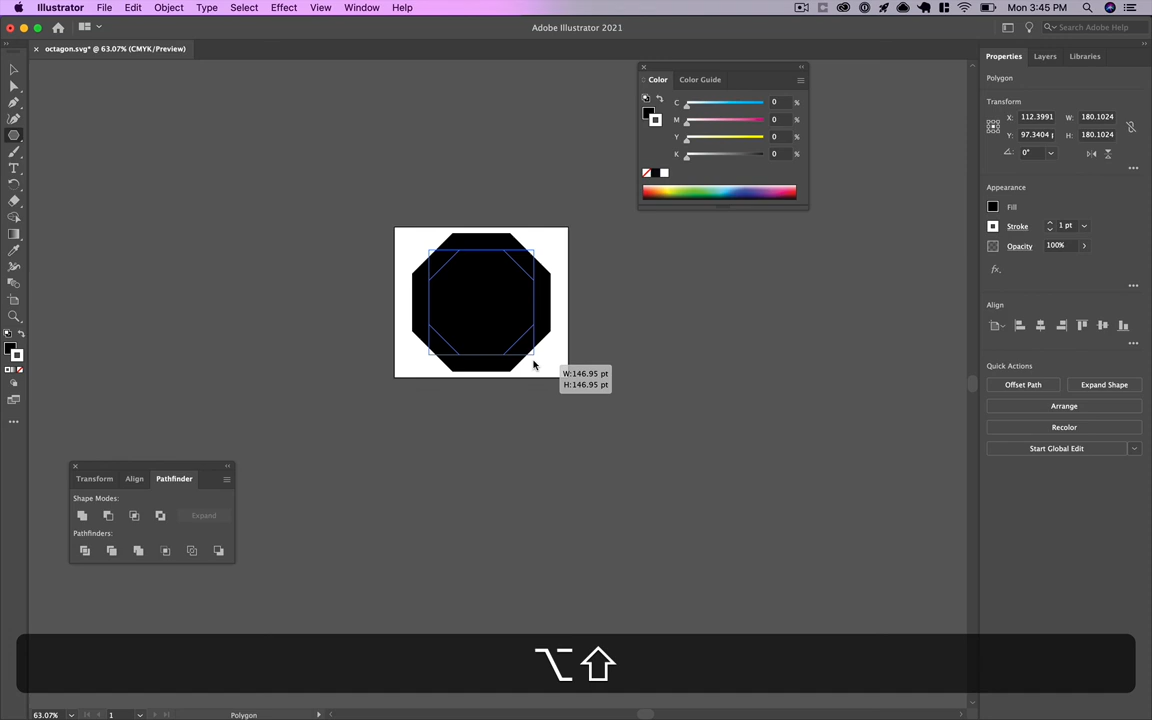 Illustrator File Edit Object Type Select Effect View Window Help Mon 3:45 PM
Adobe Illustrator 2021
Search Adobe Help
octagon.svg* @ 63.07% (CMYK/Preview)
Color Color Guide
C 0 %
M 0 %
Y 0 %
K 0 %
Properties Layers Libraries
Polygon
Transform
X: 112.3991 W: 180.1024
Y: 97.3404 H: 180.1024
0°
Appearance
Fill
Stroke 1 pt
Opacity 100%
fx.
Align
Quick Actions
Offset Path Expand Shape
Arrange
Recolor
Start Global Edit
W:146.95 pt
H:146.95 pt
Transform Align Pathfinder
Shape Modes:
Expand
Pathfinders:
⌥⇧
63.07% 1 Polygon